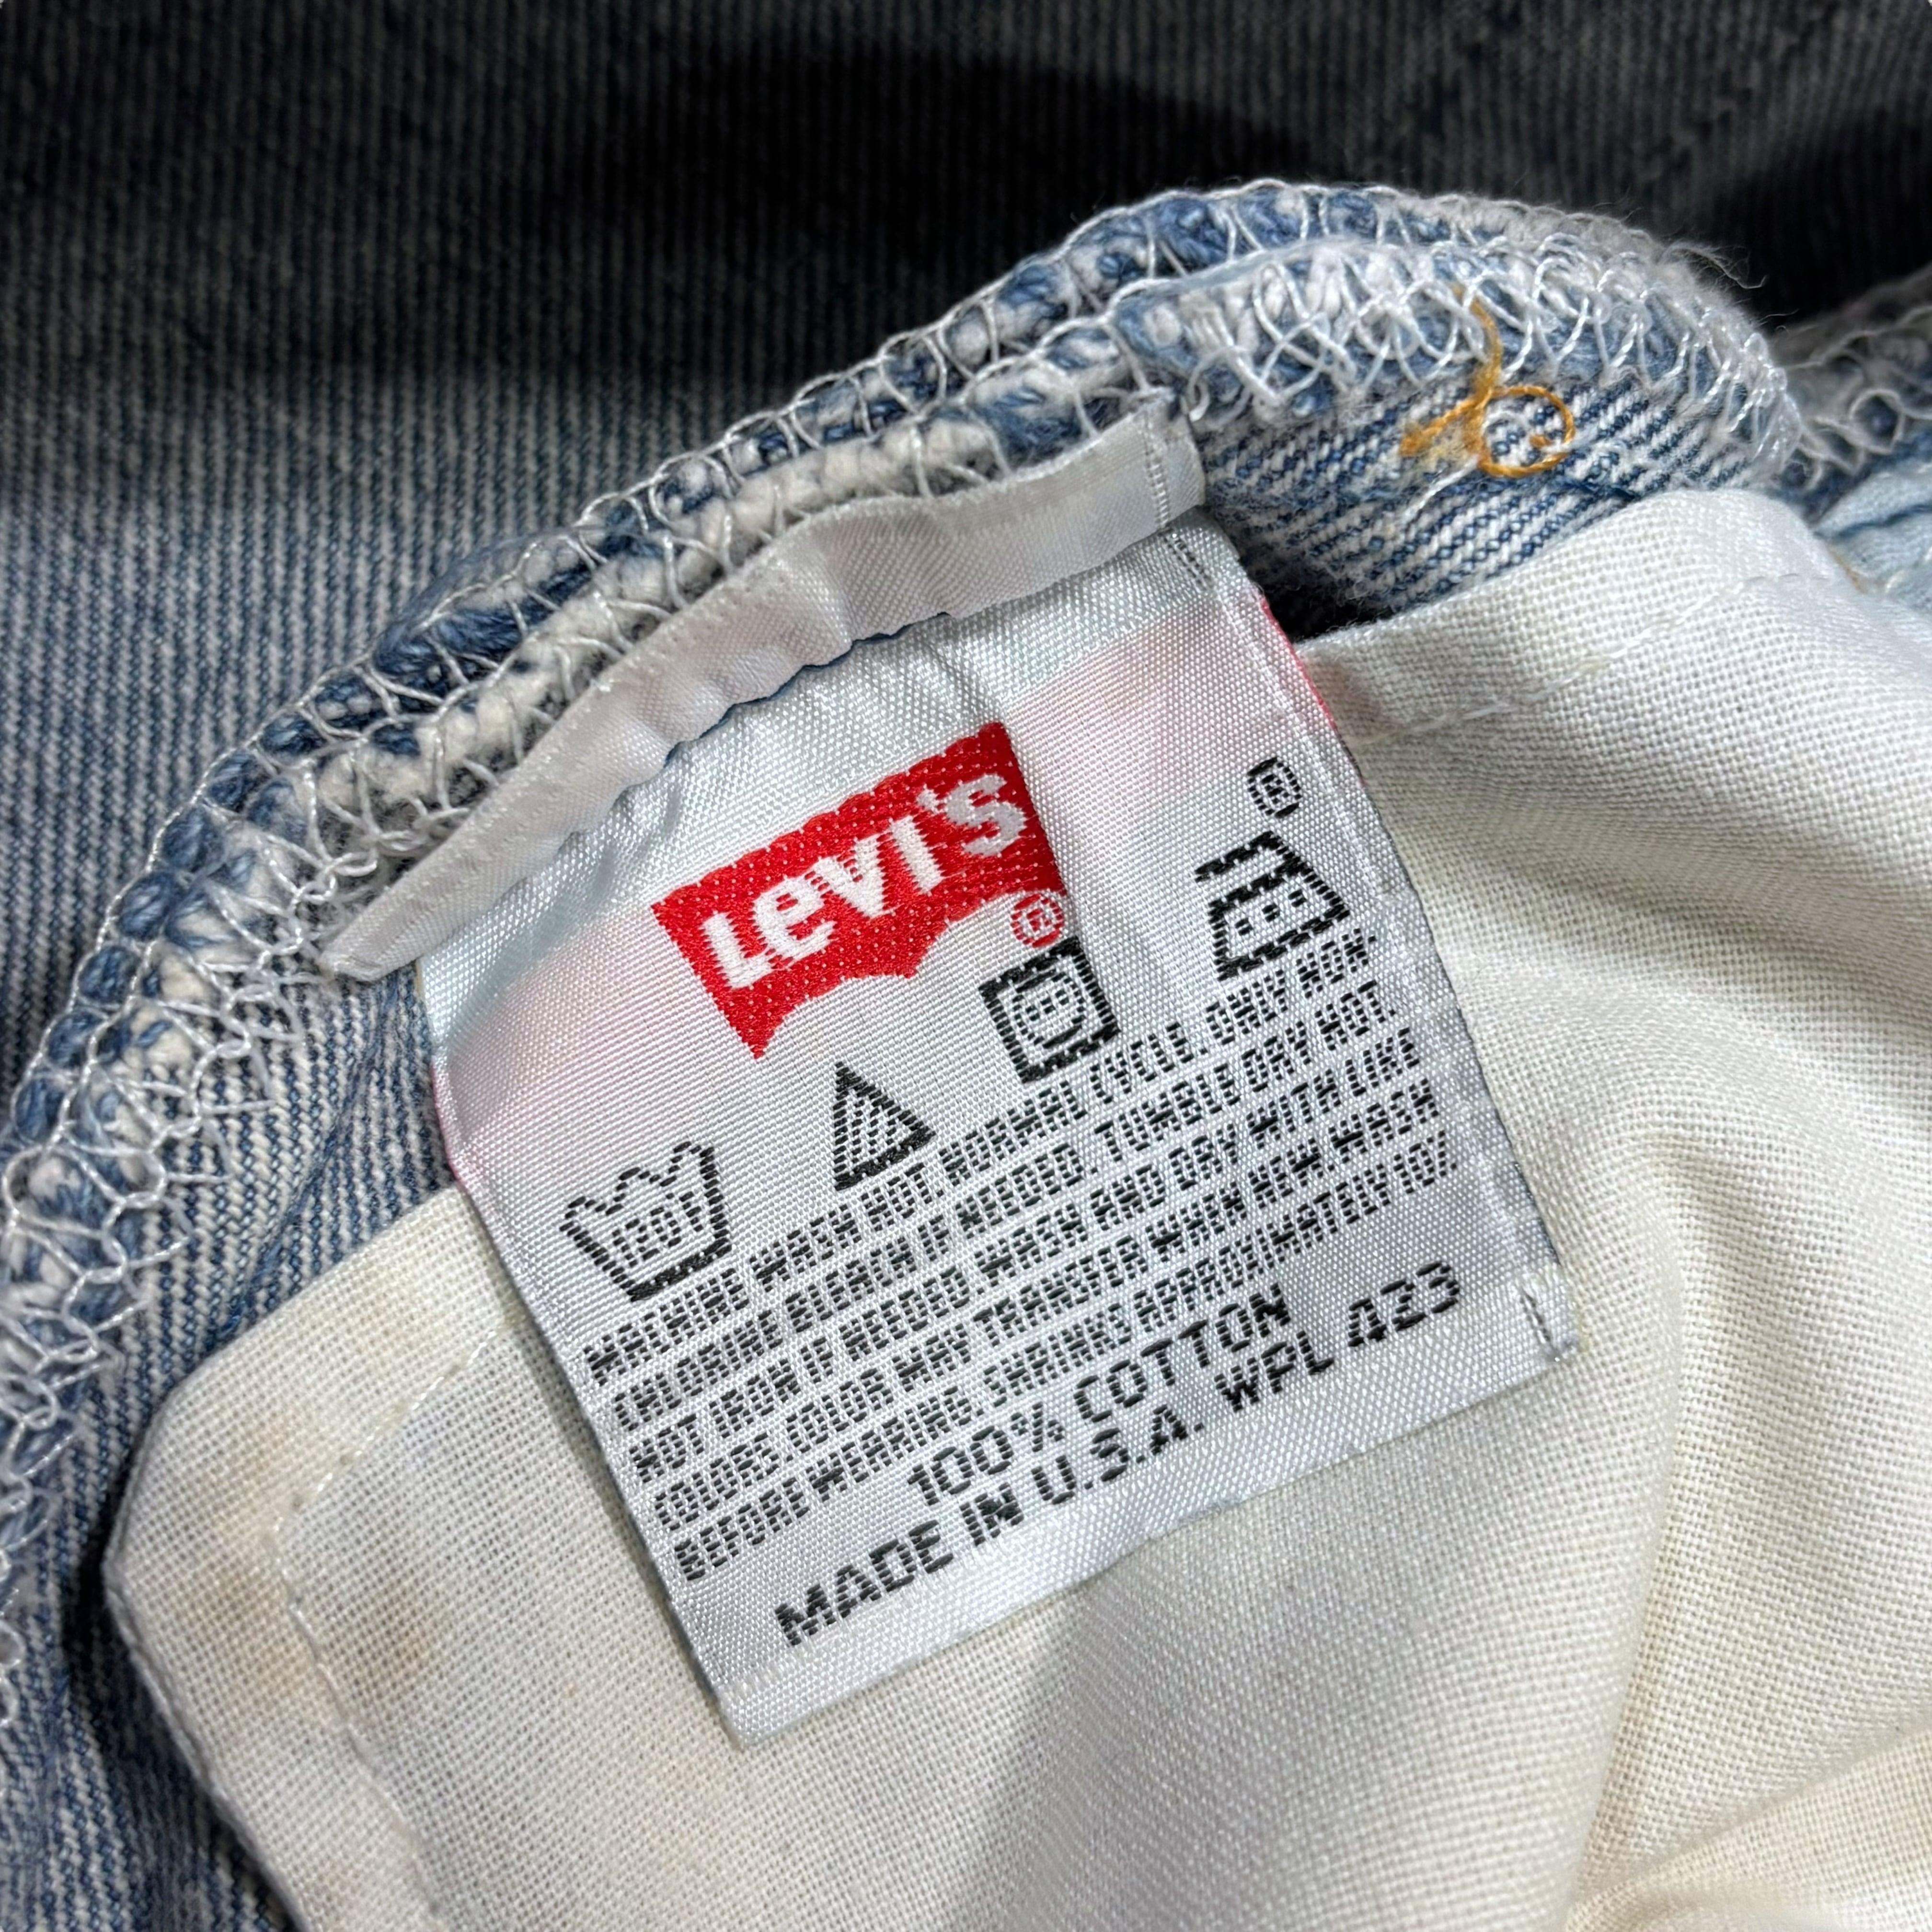 Levi's ®
®
120F
MACHINE WASH HOT. NORMAL CYCLE. ONLY NON-
CHLORINE BLEACH IF NEEDED. TUMBLE DRY HOT.
HOT IRON IF NEEDED WASH AND DRY WITH LIKE
COLORS. COLOR MAY TRANSFER WHEN NEW. WASH
BEFORE WEARING. SHRINKS APPROXIMATELY 10%.
100% COTTON
MADE IN U.S.A. WPL 423